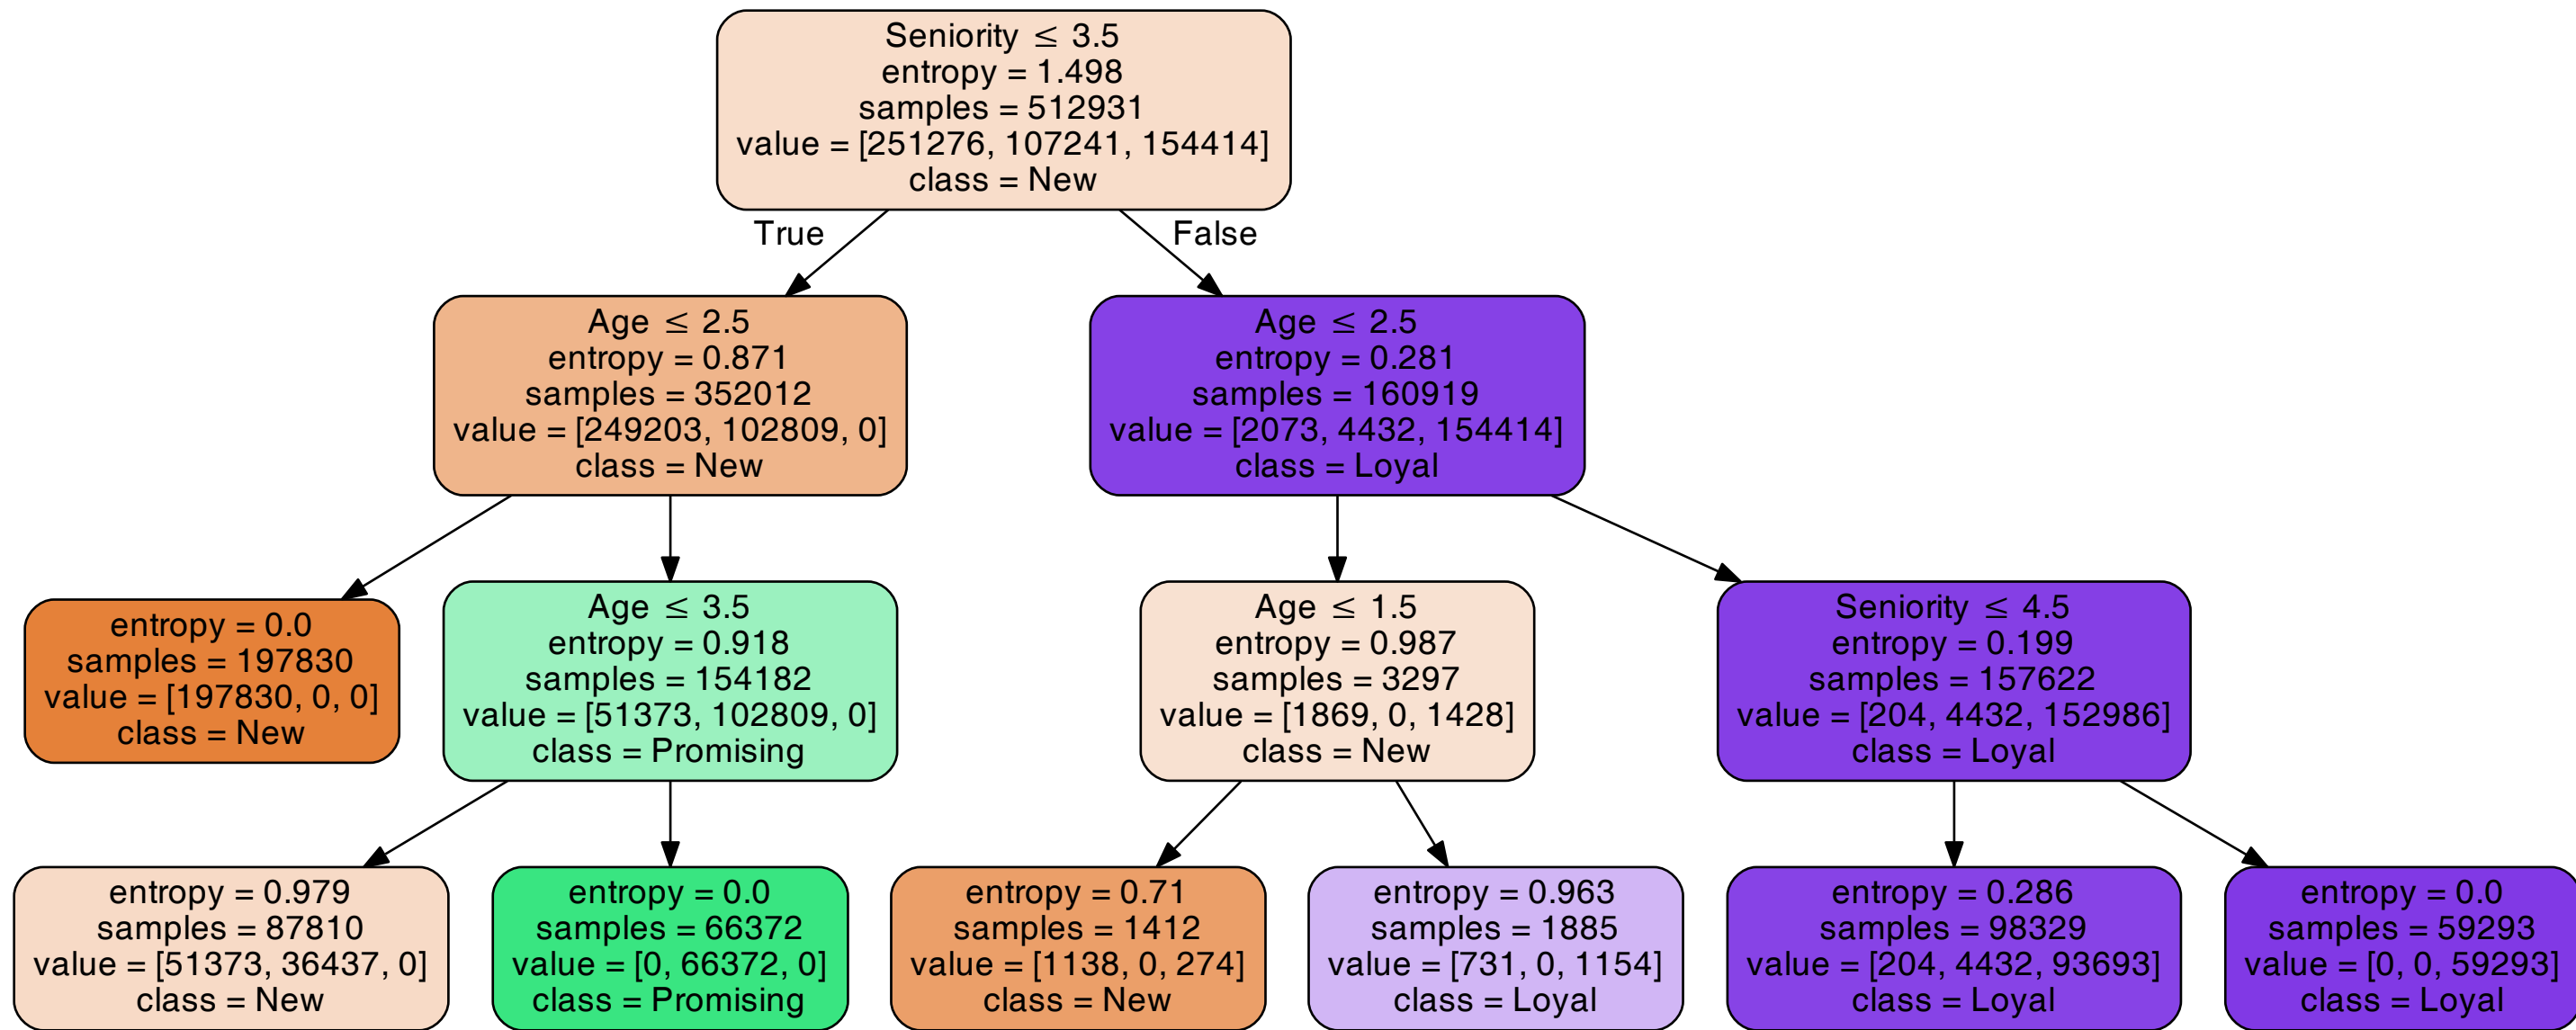 Seniority ≤ 3.5
entropy = 1.498
samples = 512931
value = [251276, 107241, 154414]
class = New
True
False
Age ≤ 2.5
entropy = 0.871
samples = 352012
value = [249203, 102809, 0]
class = New
Age ≤ 2.5
entropy = 0.281
samples = 160919
value = [2073, 4432, 154414]
class = Loyal
entropy = 0.0
samples = 197830
value = [197830, 0, 0]
class = New
Age ≤ 3.5
entropy = 0.918
samples = 154182
value = [51373, 102809, 0]
class = Promising
Age ≤ 1.5
entropy = 0.987
samples = 3297
value = [1869, 0, 1428]
class = New
Seniority ≤ 4.5
entropy = 0.199
samples = 157622
value = [204, 4432, 152986]
class = Loyal
entropy = 0.979
samples = 87810
value = [51373, 36437, 0]
class = New
entropy = 0.0
samples = 66372
value = [0, 66372, 0]
class = Promising
entropy = 0.71
samples = 1412
value = [1138, 0, 274]
class = New
entropy = 0.963
samples = 1885
value = [731, 0, 1154]
class = Loyal
entropy = 0.286
samples = 98329
value = [204, 4432, 93693]
class = Loyal
entropy = 0.0
samples = 59293
value = [0, 0, 59293]
class = Loyal